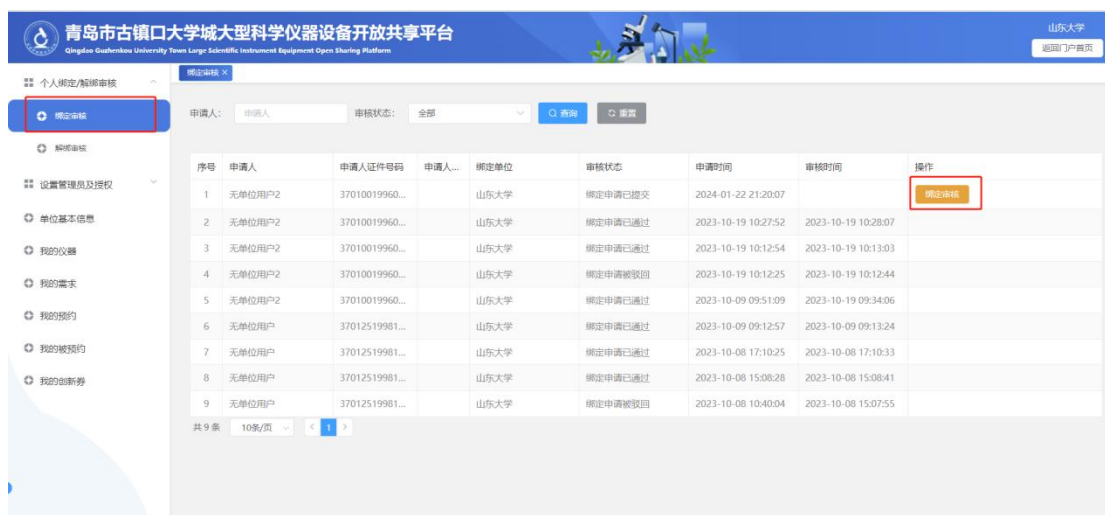 青岛市古镇口大学城大型科学仪器设备开放共享平台
Qingdao Guzhenkou University Town Large Scientific Instrument Equipment Open Sharing Platform
山东大学
返回门户首页
个人绑定/解绑审核
绑定审核
解绑审核
设置管理员及授权
单位基本信息
我的仪器
我的需求
我的预约
我的被预约
我的创新券
绑定审核 ×
申请人: 申请人 审核状态: 全部 查询 重置
序号 申请人 申请人证件号码 申请人... 绑定单位 审核状态 申请时间 审核时间 操作
1 无单位用户2 37010019960... 山东大学 绑定申请已提交 2024-01-22 21:20:07 绑定审核
2 无单位用户2 37010019960... 山东大学 绑定申请已通过 2023-10-19 10:27:52 2023-10-19 10:28:07
3 无单位用户2 37010019960... 山东大学 绑定申请已通过 2023-10-19 10:12:54 2023-10-19 10:13:03
4 无单位用户2 37010019960... 山东大学 绑定申请被驳回 2023-10-19 10:12:25 2023-10-19 10:12:44
5 无单位用户2 37010019960... 山东大学 绑定申请已通过 2023-10-09 09:51:09 2023-10-19 09:34:06
6 无单位用户 37012519981... 山东大学 绑定申请已通过 2023-10-09 09:12:57 2023-10-09 09:13:24
7 无单位用户 37012519981... 山东大学 绑定申请已通过 2023-10-08 17:10:25 2023-10-08 17:10:33
8 无单位用户 37012519981... 山东大学 绑定申请已通过 2023-10-08 15:08:28 2023-10-08 15:08:41
9 无单位用户 37012519981... 山东大学 绑定申请被驳回 2023-10-08 10:40:04 2023-10-08 15:07:55
共 9 条 10条/页 < 1 >